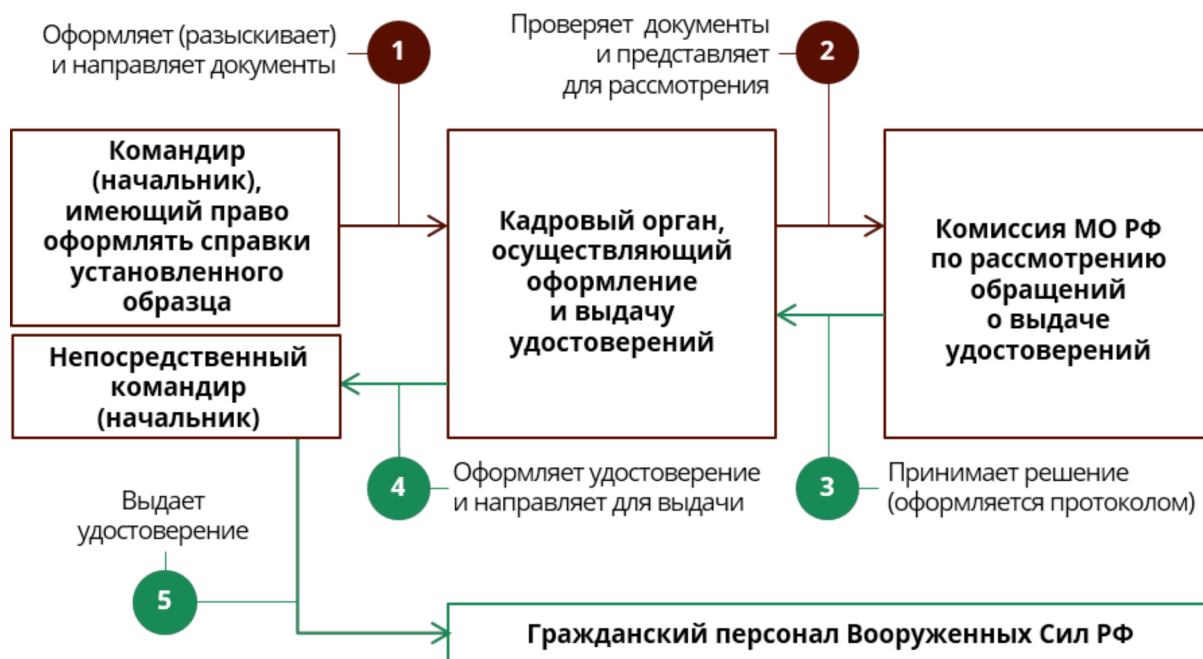 Оформляет (разыскивает)
и направляет документы
1
Проверяет документы
и представляет
для рассмотрения
2
Командир
(начальник),
имеющий право
оформлять справки
установленного
образца
Кадровый орган,
осуществляющий
оформление
и выдачу
удостоверений
Комиссия МО РФ
по рассмотрению
обращений
о выдаче
удостоверений
Непосредственный
командир
(начальник)
4
Оформляет удостоверение
и направляет для выдачи
3
Принимает решение
(оформляется протоколом)
Выдает
удостоверение
5
Гражданский персонал Вооруженных Сил РФ